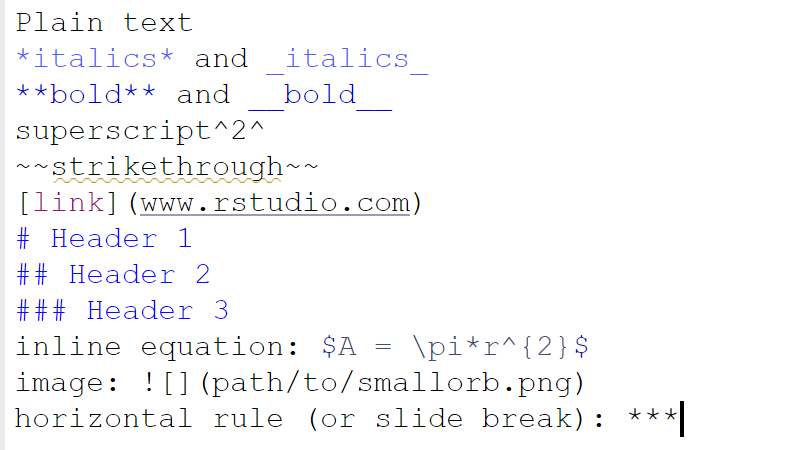 Plain text
*italics* and _italics_
**bold** and __bold__
superscript^2^
~~strikethrough~~
[link](www.rstudio.com)
# Header 1
## Header 2
### Header 3
inline equation: $A = \pi*r^{2}$
image: ![](path/to/smallorb.png)
horizontal rule (or slide break): ***